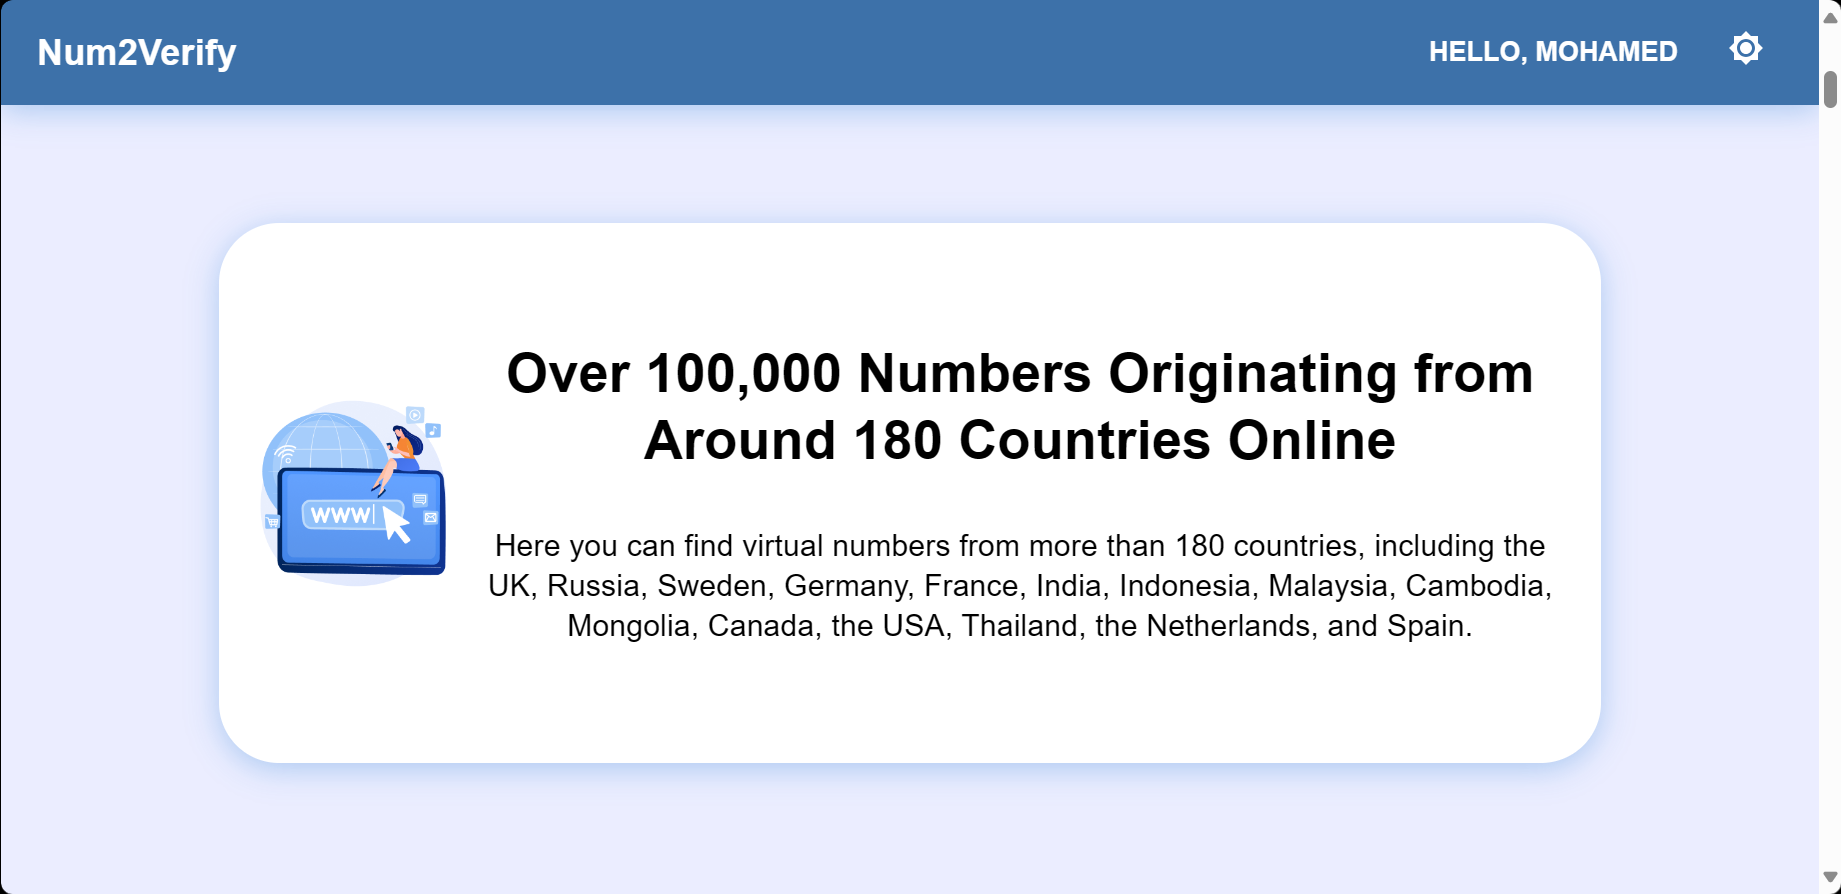 Num2Verify
HELLO, MOHAMED
Over 100,000 Numbers Originating from
Around 180 Countries Online
Here you can find virtual numbers from more than 180 countries, including the
UK, Russia, Sweden, Germany, France, India, Indonesia, Malaysia, Cambodia,
Mongolia, Canada, the USA, Thailand, the Netherlands, and Spain.
www